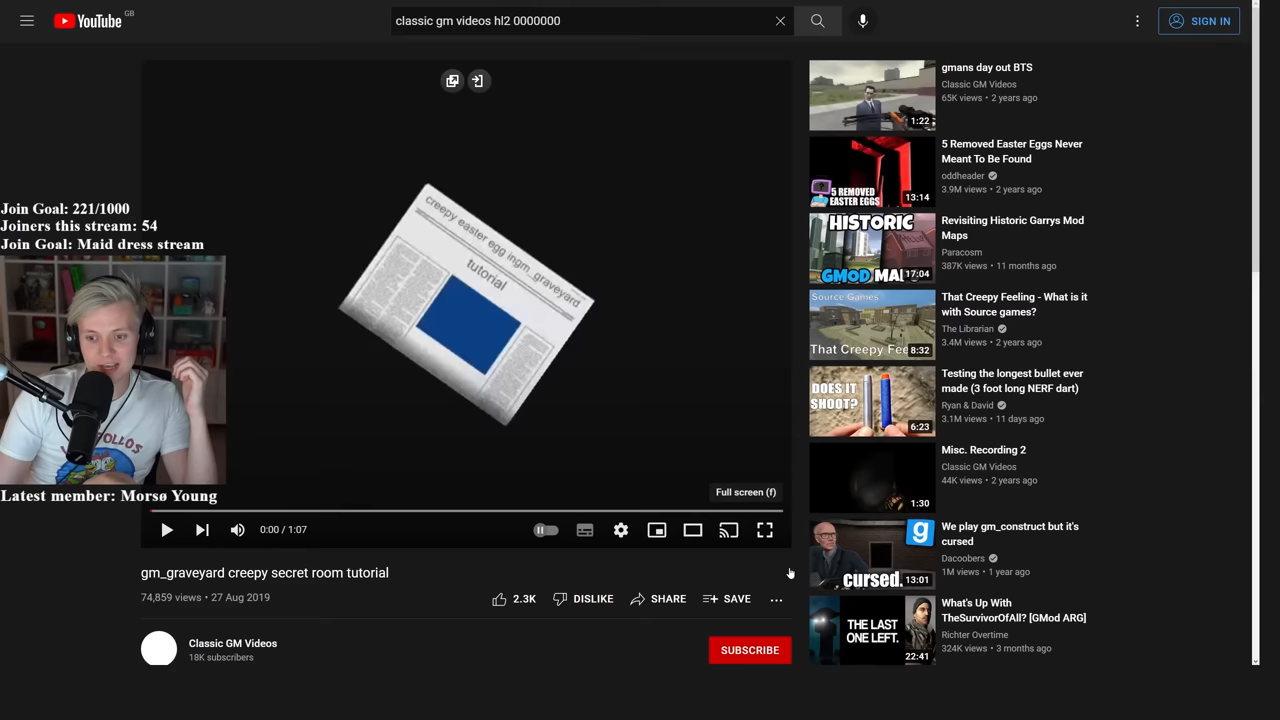 YouTube GB
classic gm videos hl2 0000000
SIGN IN
Join Goal: 221/1000
Joiners this stream: 54
Join Goal: Maid dress stream
Latest member: Morsø Young
creepy easter egg ingm_graveyard
tutorial
Full screen (f)
0:00 / 1:07
gm_graveyard creepy secret room tutorial
74,859 views • 27 Aug 2019
2.3K
DISLIKE
SHARE
SAVE
Classic GM Videos
18K subscribers
SUBSCRIBE
1:22
gmans day out BTS
Classic GM Videos
65K views • 2 years ago
5 REMOVED
EASTER EGGS
13:14
5 Removed Easter Eggs Never
Meant To Be Found
oddheader
3.9M views • 2 years ago
HISTORIC
GMOD MA
17:04
Revisiting Historic Garrys Mod
Maps
Paracosm
387K views • 11 months ago
Source Games
That Creepy Fee
8:32
That Creepy Feeling - What is it
with Source games?
The Librarian
3.4M views • 2 years ago
DOES IT
SHOOT?
6:23
Testing the longest bullet ever
made (3 foot long NERF dart)
Ryan & David
3.1M views • 11 days ago
1:30
Misc. Recording 2
Classic GM Videos
44K views • 2 years ago
g
cursed.
13:01
We play gm_construct but it's
cursed
Dacoobers
1M views • 1 year ago
THE LAST
ONE LEFT.
22:41
What's Up With
TheSurvivorOfAll? [GMod ARG]
Richter Overtime
324K views • 3 months ago